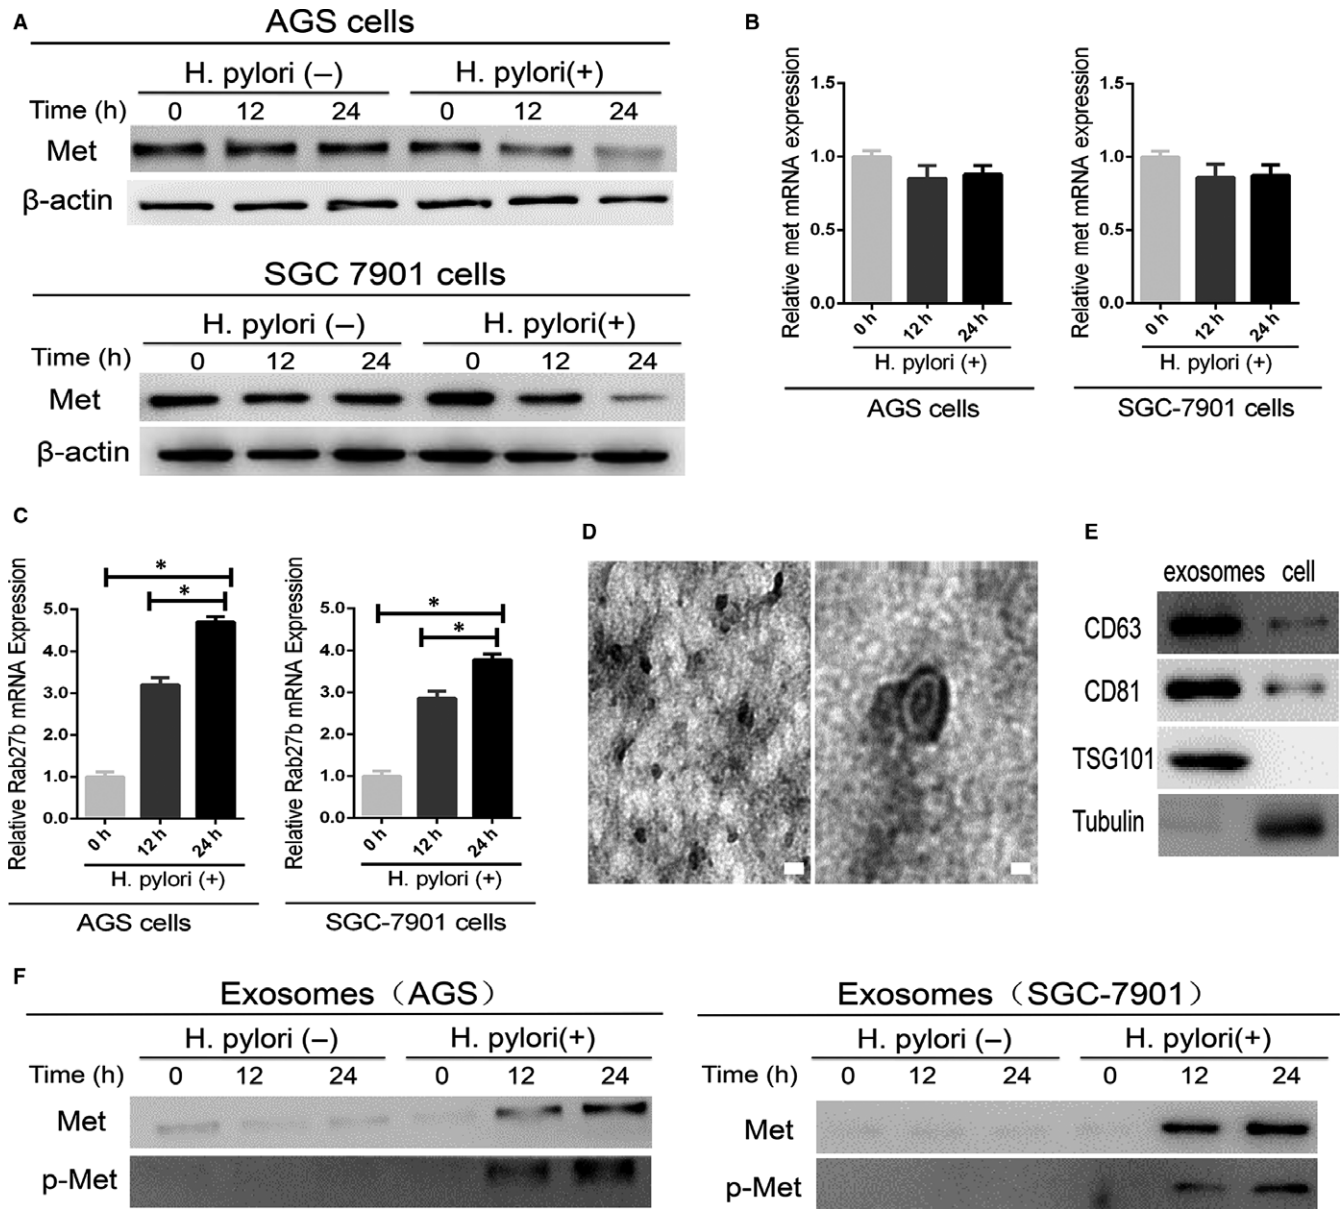 A
AGS cells
H. pylori (–) H. pylori(+)
Time (h) 0 12 24 0 12 24
Met
β-actin
SGC 7901 cells
H. pylori (–) H. pylori(+)
Time (h) 0 12 24 0 12 24
Met
β-actin
B
Relative met mRNA expression
1.5
1.0
0.5
0.0
0 h 12 h 24 h
H. pylori (+)
AGS cells
Relative met mRNA expression
1.5
1.0
0.5
0.0
0 h 12 h 24 h
H. pylori (+)
SGC-7901 cells
C
Relative Rab27b mRNA Expression
*
*
5.0
4.0
3.0
2.0
1.0
0.0
0 h 12 h 24 h
H. pylori (+)
AGS cells
Relative Rab27b mRNA Expression
*
*
5.0
4.0
3.0
2.0
1.0
0.0
0 h 12 h 24 h
H. pylori (+)
SGC-7901 cells
D
E
exosomes cell
CD63
CD81
TSG101
Tubulin
F
Exosomes（AGS）
H. pylori (–) H. pylori(+)
Time (h) 0 12 24 0 12 24
Met
p-Met
Exosomes（SGC-7901）
H. pylori (–) H. pylori(+)
Time (h) 0 12 24 0 12 24
Met
p-Met